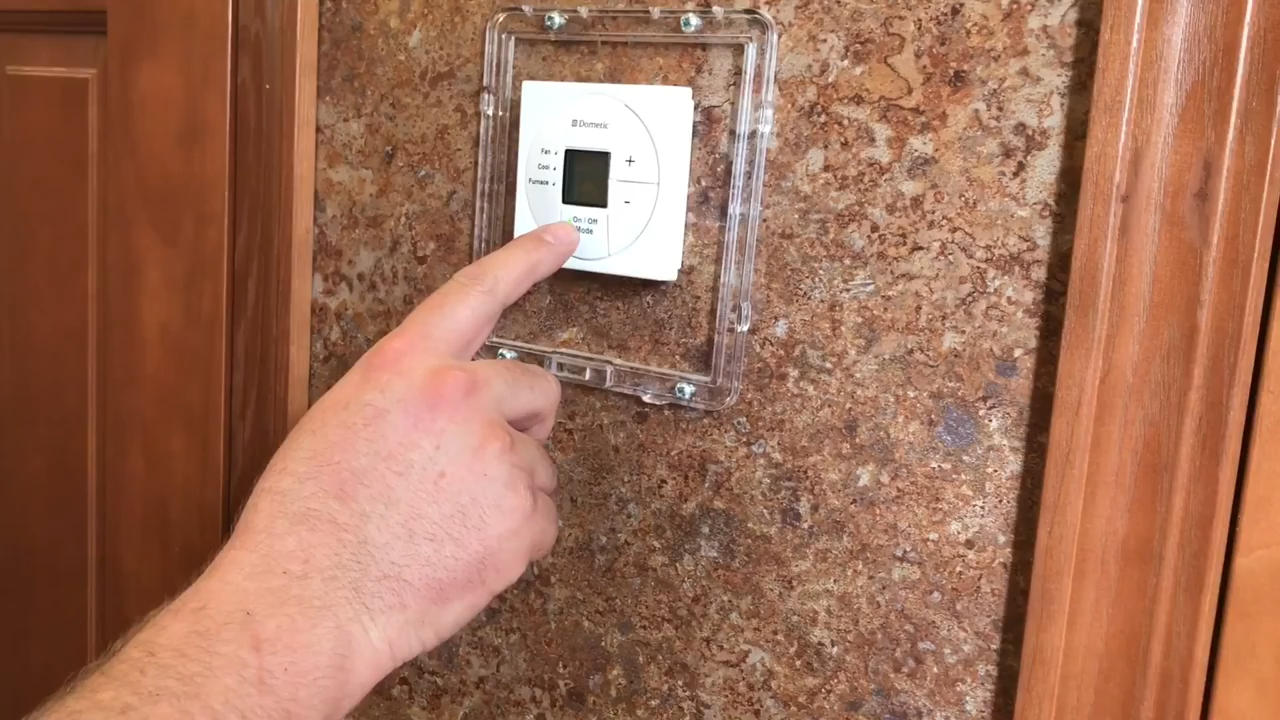 Dometic
Fan
Cool
Furnace
+
-
On | Off
Mode